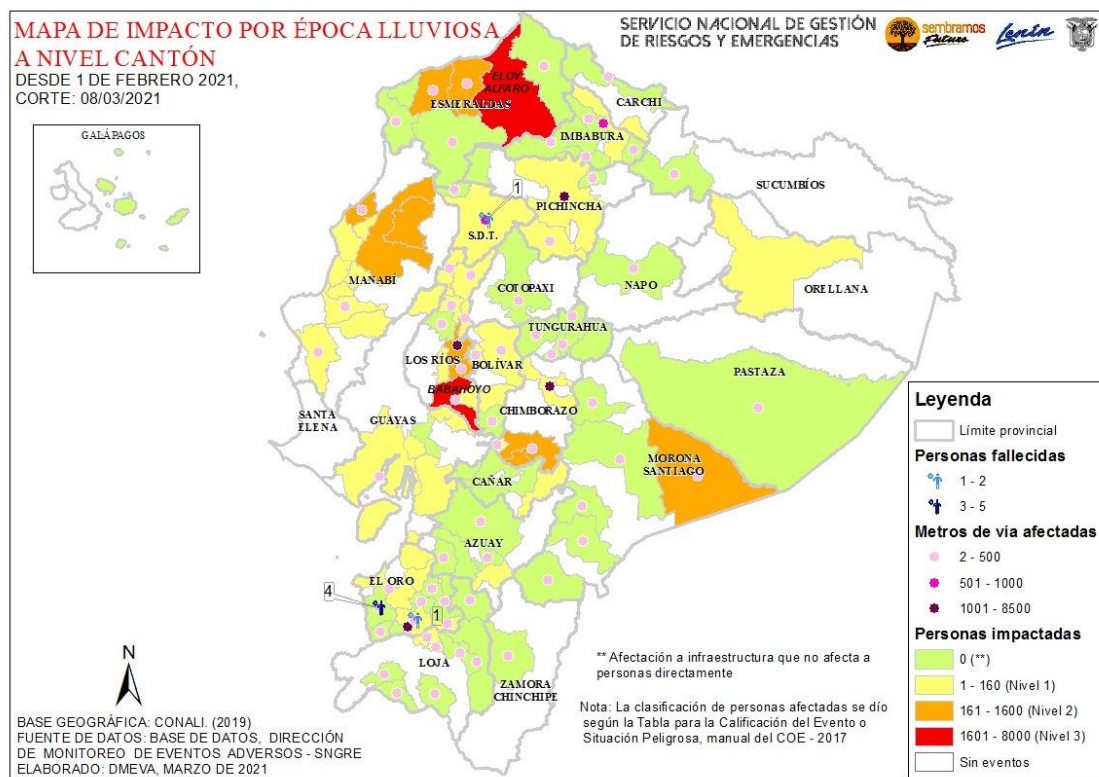 MAPA DE IMPACTO POR ÉPOCA LLUVIOSA
A NIVEL CANTÓN
DESDE 1 DE FEBRERO 2021,
CORTE: 08/03/2021
SERVICIO NACIONAL DE GESTIÓN
DE RIESGOS Y EMERGENCIAS
sembramos
Futuro
Lenín
GALÁPAGOS
ELOY
ALFARO
ESMERALDAS
CARCHI
IMBABURA
SUCUMBÍOS
1
PICHINCHA
S.D.T.
MANABÍ
COTOPAXI
NAPO
ORELLANA
TUNGURAHUA
LOS RÍOS
BOLÍVAR
PASTAZA
BABAHOYO
CHIMBORAZO
SANTA
ELENA
GUAYAS
MORONA
SANTIAGO
CAÑAR
AZUAY
EL ORO
4
1
LOJA
ZAMORA
CHINCHIPE
N
** Afectación a infraestructura que no afecta a
personas directamente
Nota: La clasificación de personas afectadas se dío
según la Tabla para la Calificación del Evento o
Situación Peligrosa, manual del COE - 2017
BASE GEOGRÁFICA: CONALI. (2019)
FUENTE DE DATOS: BASE DE DATOS, DIRECCIÓN
DE MONITOREO DE EVENTOS ADVERSOS - SNGRE
ELABORADO: DMEVA, MARZO DE 2021
Leyenda
Límite provincial
Personas fallecidas
1 - 2
3 - 5
Metros de vía afectadas
2 - 500
501 - 1000
1001 - 8500
Personas impactadas
0 (**)
1 - 160 (Nivel 1)
161 - 1600 (Nivel 2)
1601 - 8000 (Nivel 3)
Sin eventos